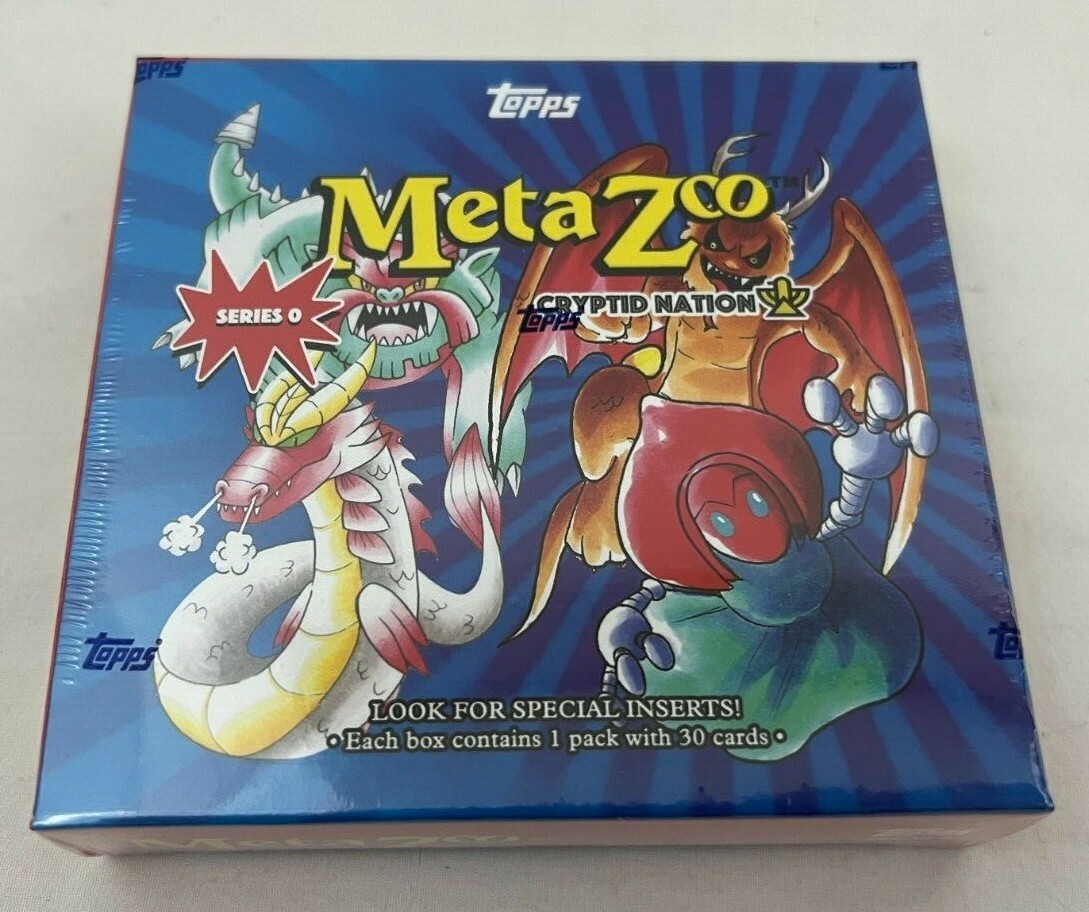 TOPPS
TOPPS
MetaZoo™
SERIES 0
CRYPTID NATION
TOPPS
TOPPS
LOOK FOR SPECIAL INSERTS!
• Each box contains 1 pack with 30 cards •
MetaZoo